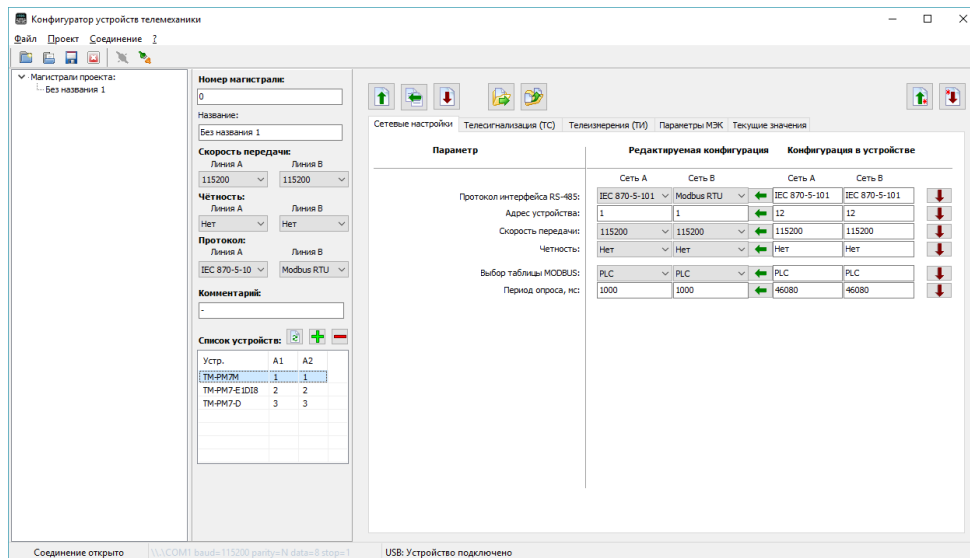 Конфигуратор устройств телемеханики
Файл Проект Соединение ?
Магистрали проекта:
Без названия 1
Номер магистрали:
0
Название:
Без названия 1
Скорость передачи:
Линия A Линия B
115200 115200
Чётность:
Линия A Линия B
Нет Нет
Протокол:
Линия A Линия B
IEC 870-5-10 Modbus RTU
Комментарий:
-
Список устройств:
Устр. A1 A2
TM-PM7M 1 1
TM-PM7-E1DI8 2 2
TM-PM7-D 3 3
Сетевые настройки Телесигнализация (ТС) Телеизмерения (ТИ) Параметры МЭК Текущие значения
Параметр Редактируемая конфигурация Конфигурация в устройстве
Сеть A Сеть B Сеть A Сеть B
Протокол интерфейса RS-485: IEC 870-5-101 Modbus RTU IEC 870-5-101 IEC 870-5-101
Адрес устройства: 1 1 12 12
Скорость передачи: 115200 115200 115200 115200
Четность: Нет Нет Нет Нет
Выбор таблицы MODBUS: PLC PLC PLC PLC
Период опроса, мс: 1000 1000 46080 46080
Соединение открыто \\.\COM1 baud=115200 parity=N data=8 stop=1 USB: Устройство подключено